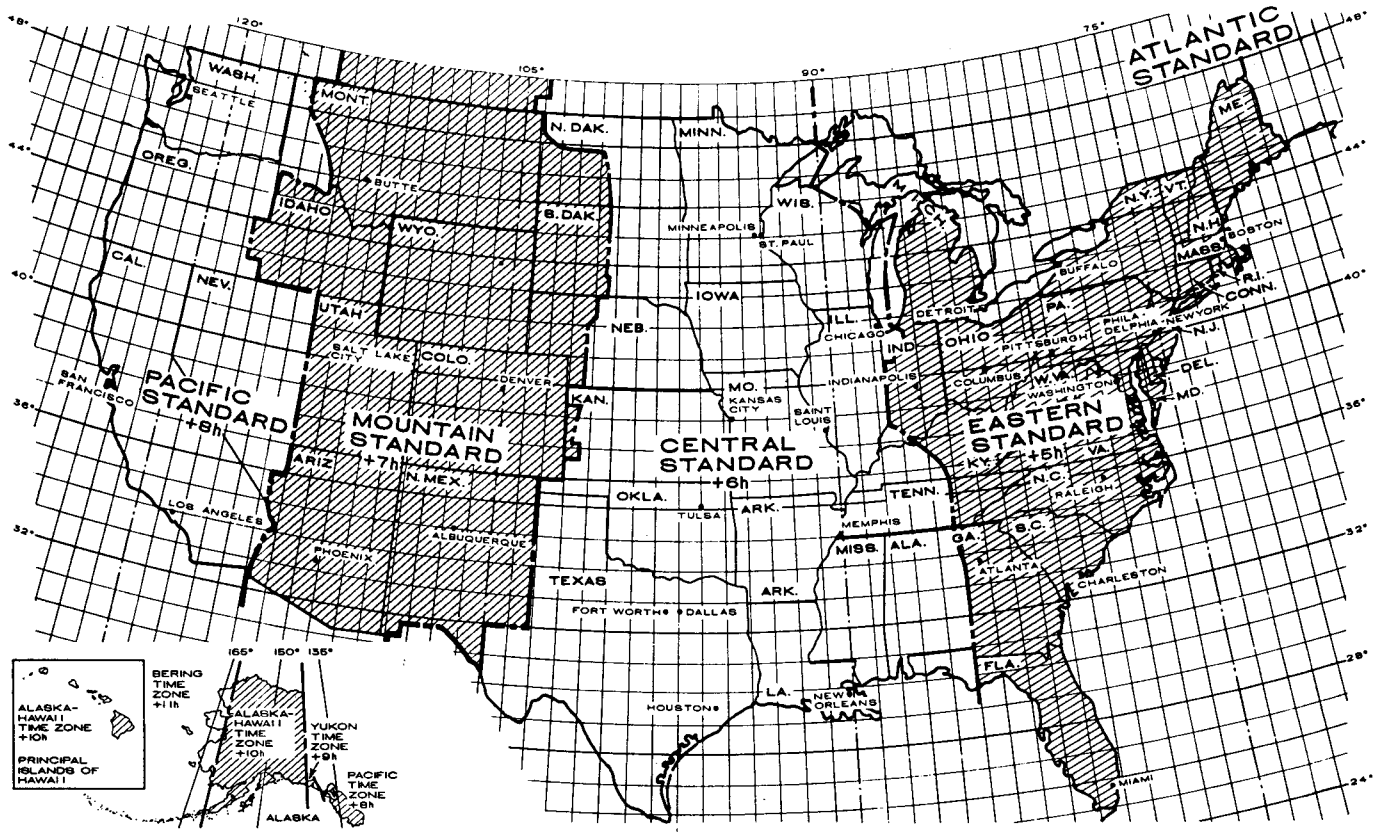 120°
105°
90°
75°
48°
44°
40°
36°
32°
48°
44°
40°
36°
32°
28°
24°
ATLANTIC
STANDARD
WASH.
SEATTLE
MONT.
N. DAK.
MINN.
ME.
OREG.
BUTTE
IDAHO
WYO.
S. DAK.
WIS.
MICH.
MINNEAPOLIS
ST. PAUL
N.Y.
VT.
N.H.
MASS.
BOSTON
R.I.
CONN.
BUFFALO
CAL.
NEV.
UTAH
NEB.
IOWA
ILL.
CHICAGO
IND.
DETROIT
OHIO
PA.
PHILA-
DELPHIA
NEW YORK
N.J.
PITTSBURGH
SALT LAKE
CITY
COLO.
DENVER
KAN.
MO.
KANSAS
CITY
SAINT
LOUIS
INDIANAPOLIS
COLUMBUS
W.VA.
WASHINGTON
DEL.
MD.
SAN
FRANCISCO
PACIFIC
STANDARD
+8h
MOUNTAIN
STANDARD
+7h
CENTRAL
STANDARD
+6h
EASTERN
STANDARD
+5h
KY.
VA.
ARIZ.
N. MEX.
OKLA.
TULSA
ARK.
TENN.
N.C.
RALEIGH
LOS ANGELES
PHOENIX
ALBUQUERQUE
MEMPHIS
MISS.
ALA.
GA.
S.C.
ATLANTA
CHARLESTON
TEXAS
FORT WORTH
DALLAS
ARK.
LA.
NEW
ORLEANS
HOUSTON
FLA.
MIAMI
165°
150°
135°
BERING
TIME
ZONE
+11h
ALASKA-
HAWAII
TIME ZONE
+10h
PRINCIPAL
ISLANDS OF
HAWAII
ALASKA-
HAWAII
TIME
ZONE
+10h
YUKON
TIME
ZONE
+9h
PACIFIC
TIME
ZONE
+8h
ALASKA